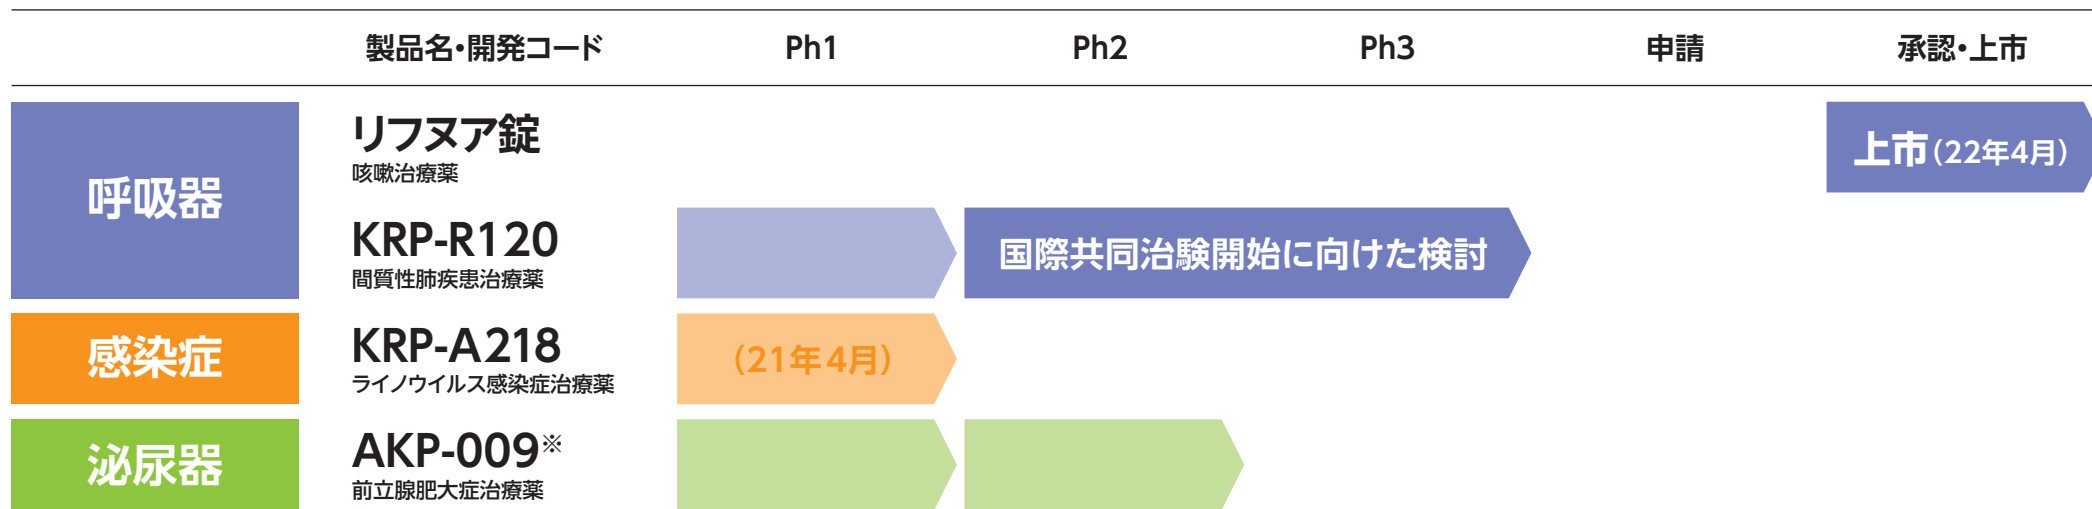 製品名・開発コード Ph1 Ph2 Ph3 申請 承認・上市
呼吸器
リフヌア錠
咳嗽治療薬
上市(22年4月)
KRP-R120
間質性肺疾患治療薬
国際共同治験開始に向けた検討
感染症
KRP-A218
ライノウイルス感染症治療薬
(21年4月)
泌尿器
AKP-009※
前立腺肥大症治療薬